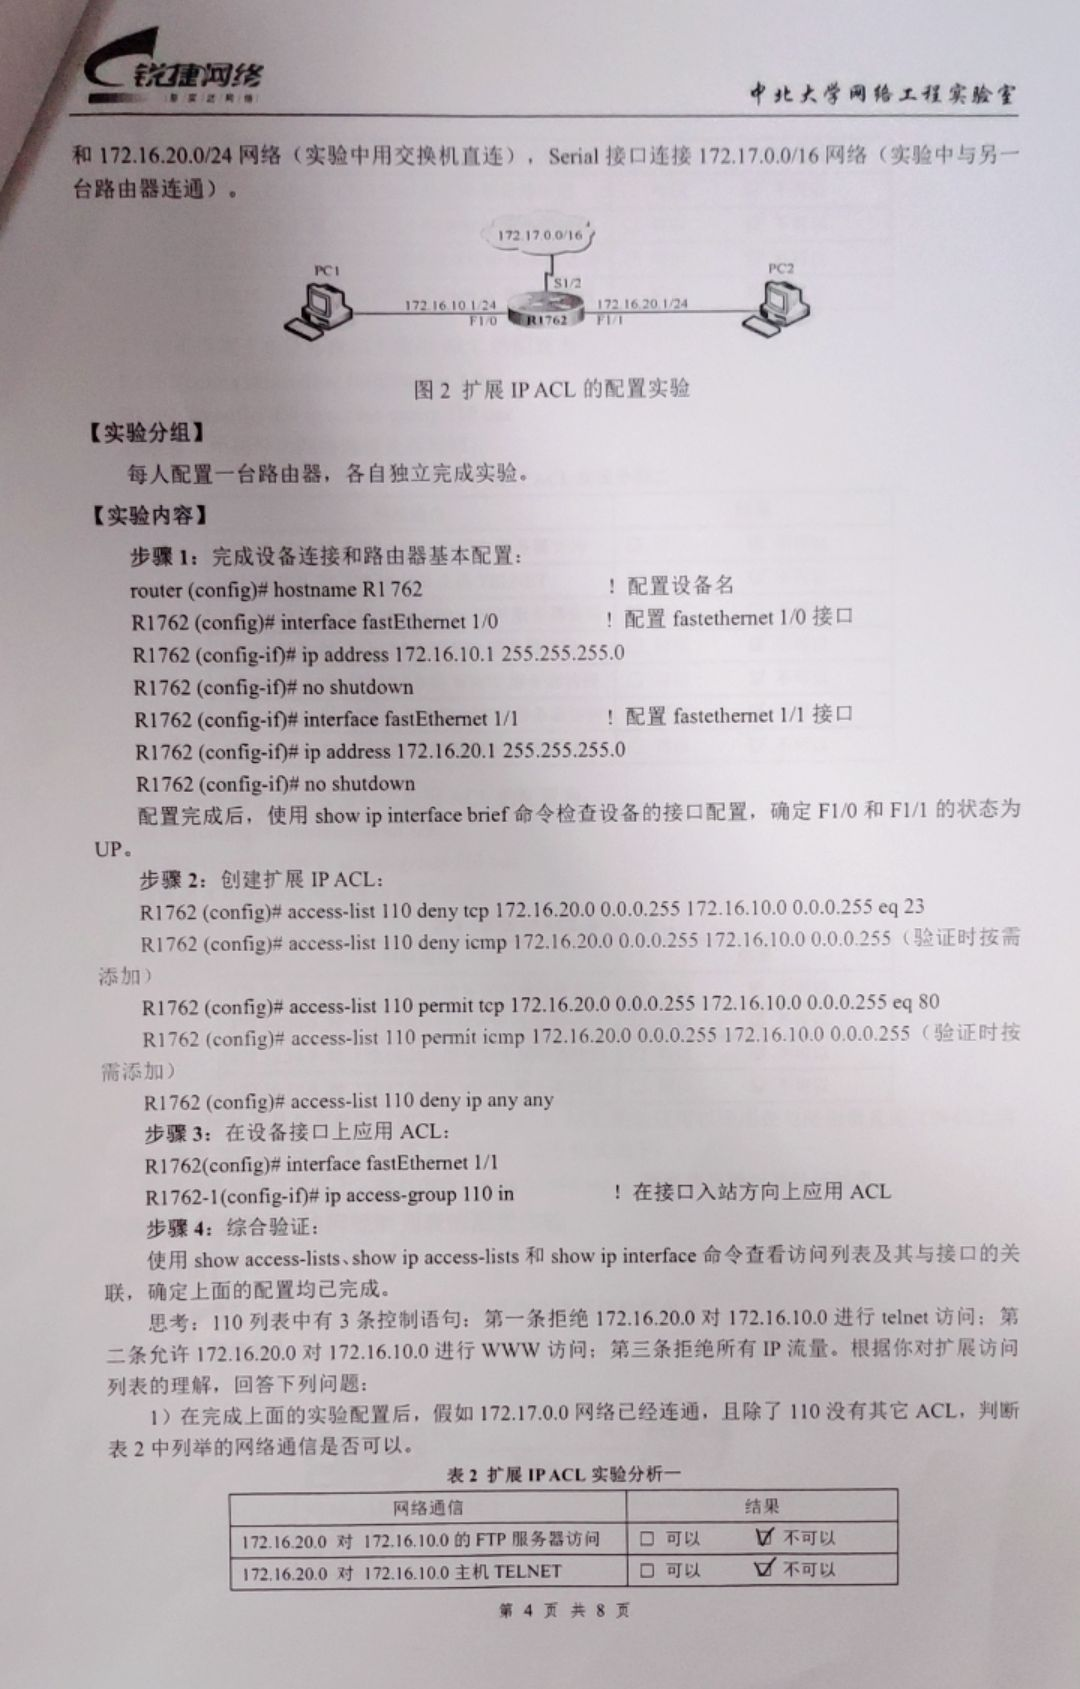 锐捷网络
易实达网络
中北大学网络工程实验室
和 172.16.20.0/24 网络（实验中用交换机直连），Serial 接口连接 172.17.0.0/16 网络（实验中与另一
台路由器连通）。
172.17.0.0/16
PC1
PC2
S1/2
172.16.10.1/24
172.16.20.1/24
F1/0
R1762
F1/1
图 2 扩展 IP ACL 的配置实验
【实验分组】
每人配置一台路由器，各自独立完成实验。
【实验内容】
步骤 1：完成设备连接和路由器基本配置：
router (config)# hostname R1762 ！配置设备名
R1762 (config)# interface fastEthernet 1/0 ！配置 fastethernet 1/0 接口
R1762 (config-if)# ip address 172.16.10.1 255.255.255.0
R1762 (config-if)# no shutdown
R1762 (config-if)# interface fastEthernet 1/1 ！配置 fastethernet 1/1 接口
R1762 (config-if)# ip address 172.16.20.1 255.255.255.0
R1762 (config-if)# no shutdown
配置完成后，使用 show ip interface brief 命令检查设备的接口配置，确定 F1/0 和 F1/1 的状态为
UP。
步骤 2：创建扩展 IP ACL：
R1762 (config)# access-list 110 deny tcp 172.16.20.0 0.0.0.255 172.16.10.0 0.0.0.255 eq 23
R1762 (config)# access-list 110 deny icmp 172.16.20.0 0.0.0.255 172.16.10.0 0.0.0.255（验证时按需
添加）
R1762 (config)# access-list 110 permit tcp 172.16.20.0 0.0.0.255 172.16.10.0 0.0.0.255 eq 80
R1762 (config)# access-list 110 permit icmp 172.16.20.0 0.0.0.255 172.16.10.0 0.0.0.255（验证时按
需添加）
R1762 (config)# access-list 110 deny ip any any
步骤 3：在设备接口上应用 ACL：
R1762(config)# interface fastEthernet 1/1
R1762-1(config-if)# ip access-group 110 in ！在接口入站方向上应用 ACL
步骤 4：综合验证：
使用 show access-lists、show ip access-lists 和 show ip interface 命令查看访问列表及其与接口的关
联，确定上面的配置均已完成。
思考：110 列表中有 3 条控制语句：第一条拒绝 172.16.20.0 对 172.16.10.0 进行 telnet 访问；第
二条允许 172.16.20.0 对 172.16.10.0 进行 WWW 访问；第三条拒绝所有 IP 流量。根据你对扩展访问
列表的理解，回答下列问题：
1）在完成上面的实验配置后，假如 172.17.0.0 网络已经连通，且除了 110 没有其它 ACL，判断
表 2 中列举的网络通信是否可以。
表 2 扩展 IP ACL 实验分析一
网络通信 结果
172.16.20.0 对 172.16.10.0 的 FTP 服务器访问 □ 可以 ☑ 不可以
172.16.20.0 对 172.16.10.0 主机 TELNET □ 可以 ☑ 不可以
第 4 页 共 8 页